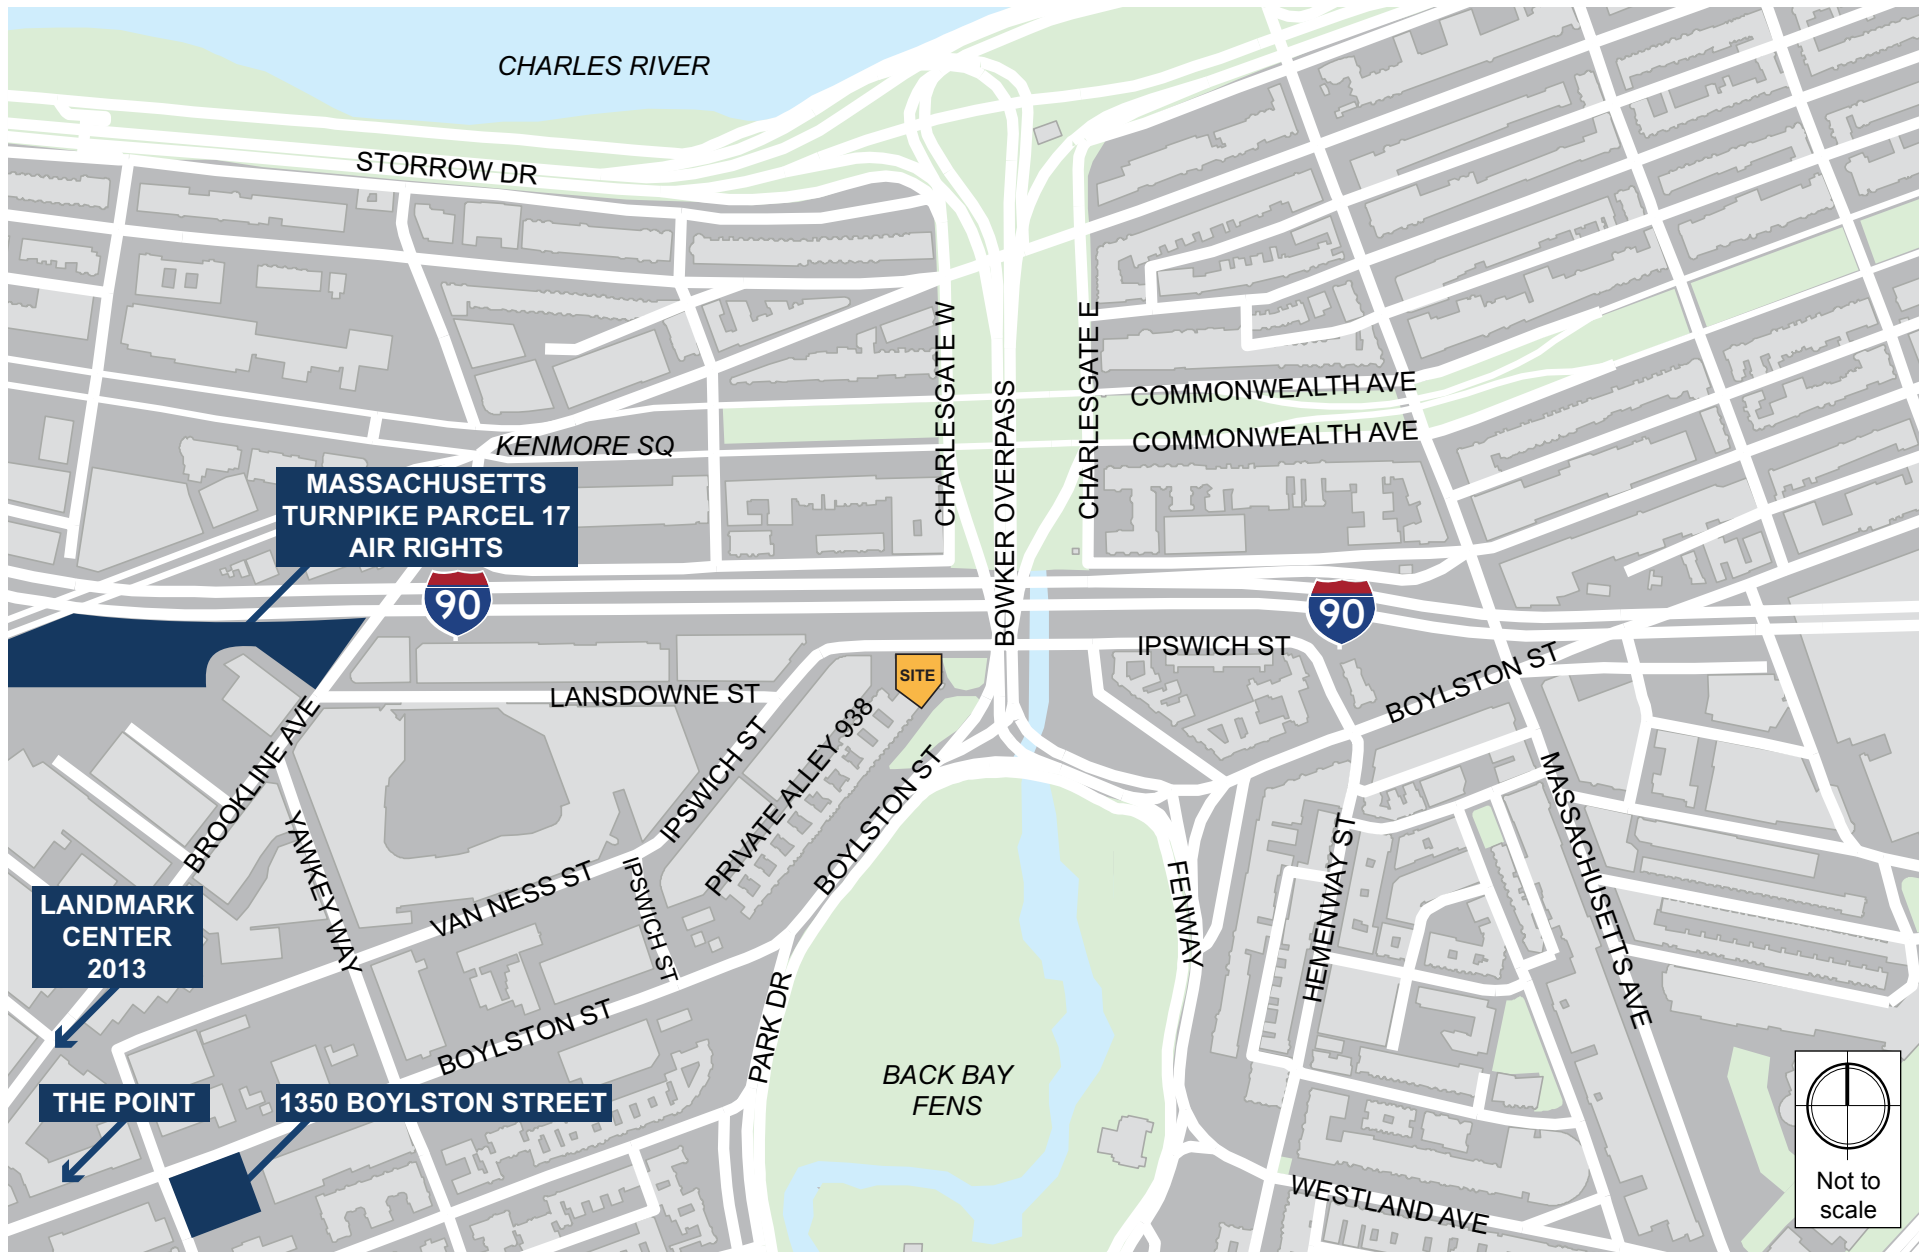 CHARLES RIVER
STORROW DR
CHARLESGATE W
CHARLESGATE E
BOWKER OVERPASS
COMMONWEALTH AVE
COMMONWEALTH AVE
KENMORE SQ
MASSACHUSETTS
TURNPIKE PARCEL 17
AIR RIGHTS
90
90
IPSWICH ST
SITE
LANSDOWNE ST
BOYLSTON ST
BROOKLINE AVE
IPSWICH ST
PRIVATE ALLEY 938
BOYLSTON ST
MASSACHUSETTS AVE
YAWKEY WAY
VAN NESS ST
IPSWICH ST
FENWAY
HEMENWAY ST
LANDMARK
CENTER
2013
PARK DR
BOYLSTON ST
BACK BAY
FENS
THE POINT
1350 BOYLSTON STREET
WESTLAND AVE
Not to
scale